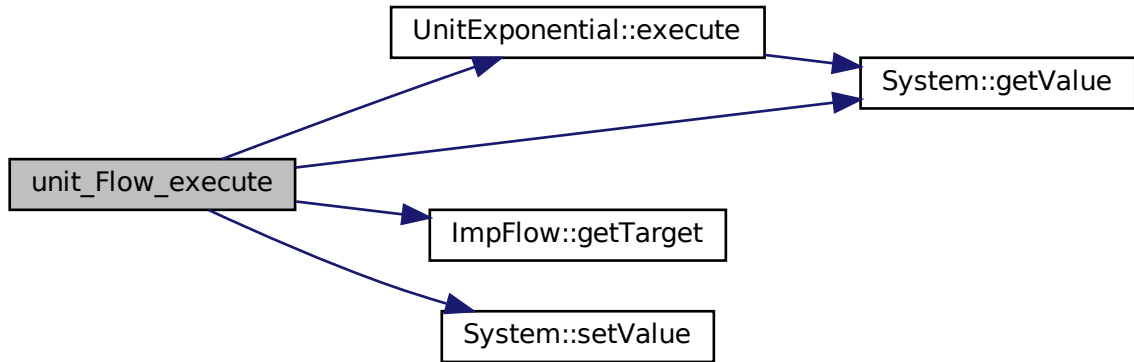 UnitExponential::execute
System::getValue
unit_Flow_execute
ImpFlow::getTarget
System::setValue